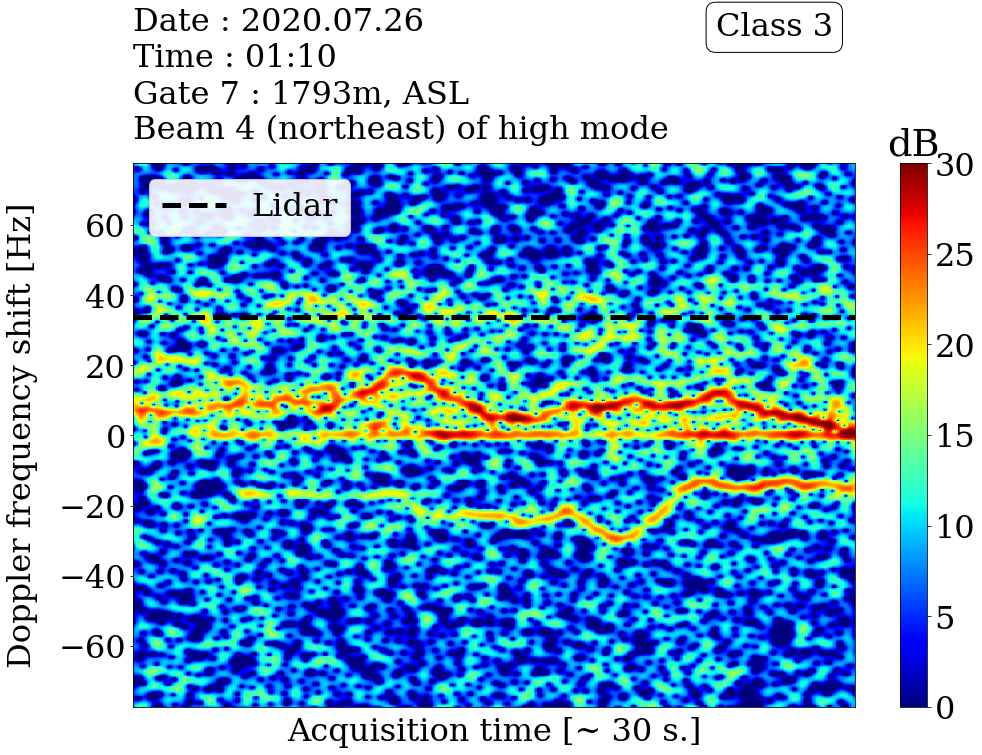 Date : 2020.07.26
Time : 01:10
Gate 7 : 1793m, ASL
Beam 4 (northeast) of high mode
Class 3
dB
Lidar
Doppler frequency shift [Hz]
60
40
20
0
−20
−40
−60
30
25
20
15
10
5
0
Acquisition time [~ 30 s.]